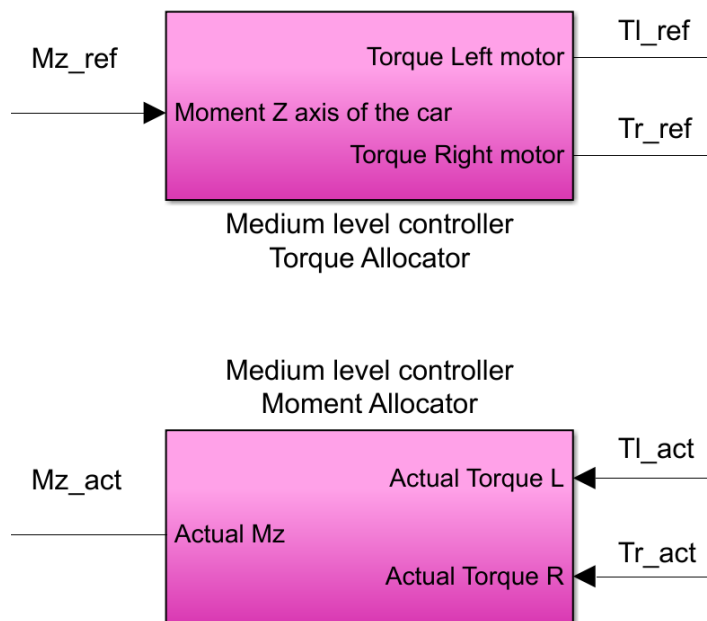 Mz_ref
Tl_ref
Torque Left motor
Moment Z axis of the car
Tr_ref
Torque Right motor
Medium level controller
Torque Allocator
Medium level controller
Moment Allocator
Mz_act
Tl_act
Actual Torque L
Actual Mz
Tr_act
Actual Torque R